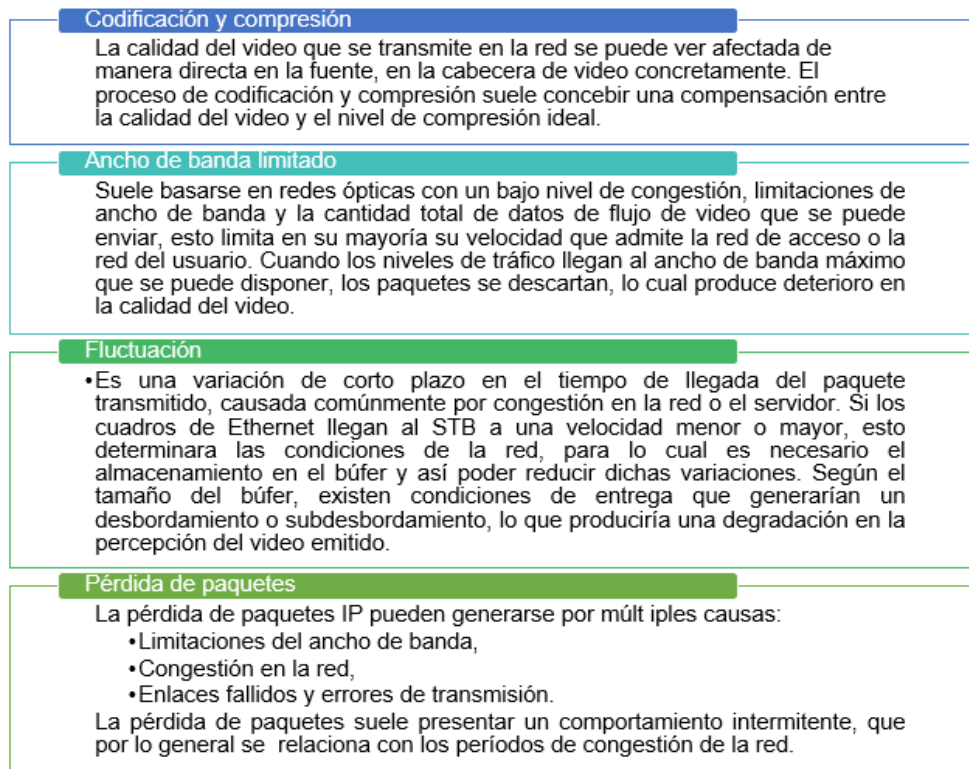 Codificación y compresión
La calidad del video que se transmite en la red se puede ver afectada de
manera directa en la fuente, en la cabecera de video concretamente. El
proceso de codificación y compresión suele concebir una compensación entre
la calidad del video y el nivel de compresión ideal.
Ancho de banda limitado
Suele basarse en redes ópticas con un bajo nivel de congestión, limitaciones de
ancho de banda y la cantidad total de datos de flujo de video que se puede
enviar, esto limita en su mayoría su velocidad que admite la red de acceso o la
red del usuario. Cuando los niveles de tráfico llegan al ancho de banda máximo
que se puede disponer, los paquetes se descartan, lo cual produce deterioro en
la calidad del video.
Fluctuación
•Es una variación de corto plazo en el tiempo de llegada del paquete
transmitido, causada comúnmente por congestión en la red o el servidor. Si los
cuadros de Ethernet llegan al STB a una velocidad menor o mayor, esto
determinara las condiciones de la red, para lo cual es necesario el
almacenamiento en el búfer y así poder reducir dichas variaciones. Según el
tamaño del búfer, existen condiciones de entrega que generarían un
desbordamiento o subdesbordamiento, lo que produciría una degradación en la
percepción del video emitido.
Pérdida de paquetes
La pérdida de paquetes IP pueden generarse por múlt iples causas:
•Limitaciones del ancho de banda,
•Congestión en la red,
•Enlaces fallidos y errores de transmisión.
La pérdida de paquetes suele presentar un comportamiento intermitente, que
por lo general se relaciona con los períodos de congestión de la red.